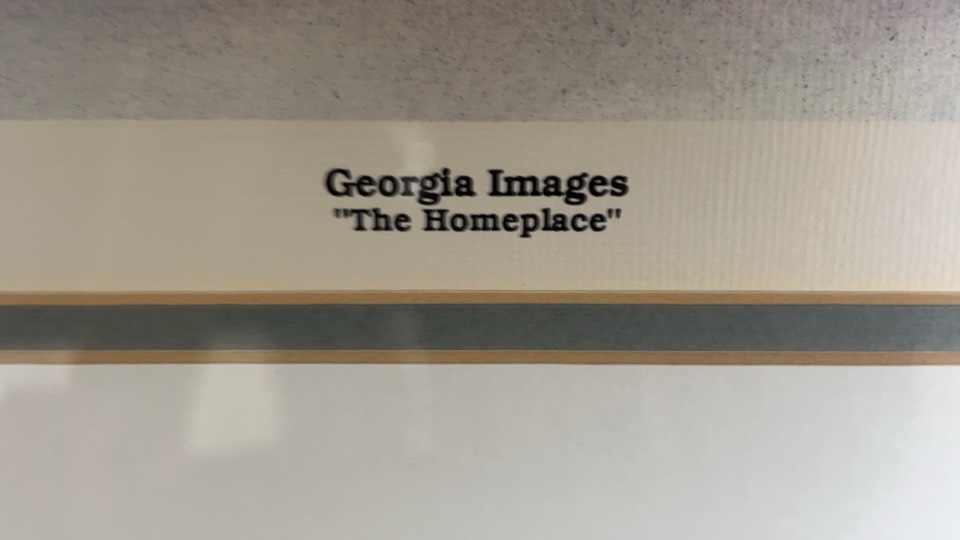 Georgia Images
"The Homeplace"